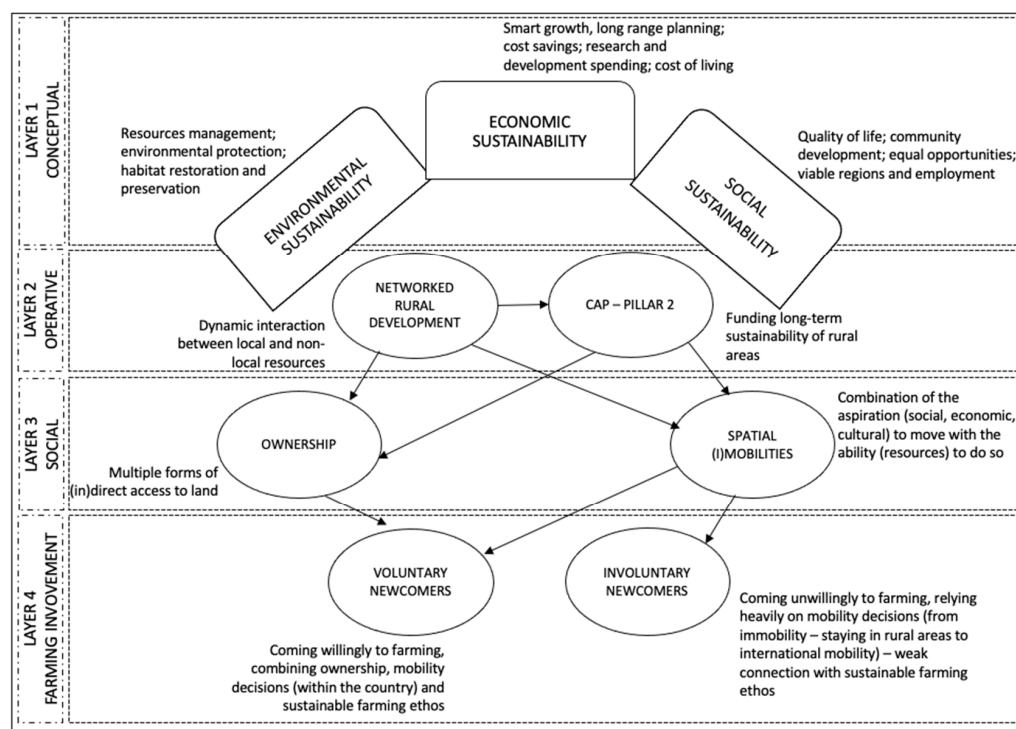 LAYER 1
CONCEPTUAL
Smart growth, long range planning;
cost savings; research and
development spending; cost of living
ECONOMIC
SUSTAINABILITY
Resources management;
environmental protection;
habitat restoration and
preservation
ENVIRONMENTAL
SUSTAINABILITY
Quality of life; community
development; equal opportunities;
viable regions and employment
SOCIAL
SUSTAINABILITY
LAYER 2
OPERATIVE
NETWORKED
RURAL
DEVELOPMENT
CAP – PILLAR 2
Dynamic interaction
between local and non-
local resources
Funding long-term
sustainability of rural
areas
LAYER 3
SOCIAL
OWNERSHIP
SPATIAL
(I)MOBILITIES
Combination of the
aspiration (social, economic,
cultural) to move with the
ability (resources) to do so
Multiple forms of
(in)direct access to land
LAYER 4
FARMING INVOVEMENT
VOLUNTARY
NEWCOMERS
INVOLUNTARY
NEWCOMERS
Coming willingly to farming,
combining ownership, mobility
decisions (within the country) and
sustainable farming ethos
Coming unwillingly to farming, relying
heavily on mobility decisions (from
immobility – staying in rural areas to
international mobility) – weak
connection with sustainable farming
ethos